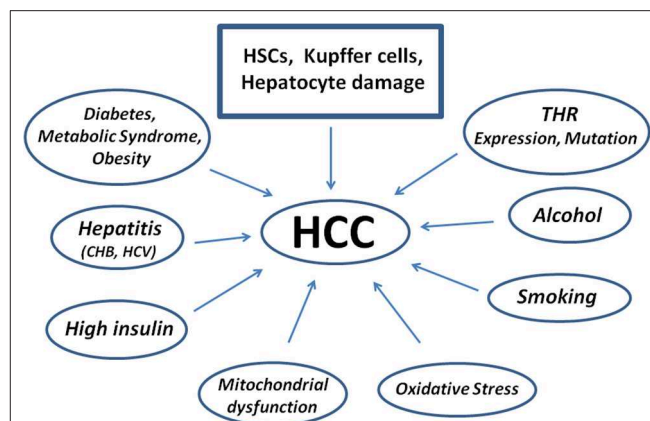 HSCs, Kupffer cells,
Hepatocyte damage
Diabetes,
Metabolic Syndrome,
Obesity
THR
Expression, Mutation
Hepatitis
(CHB, HCV)
HCC
Alcohol
High insulin
Smoking
Mitochondrial
dysfunction
Oxidative Stress